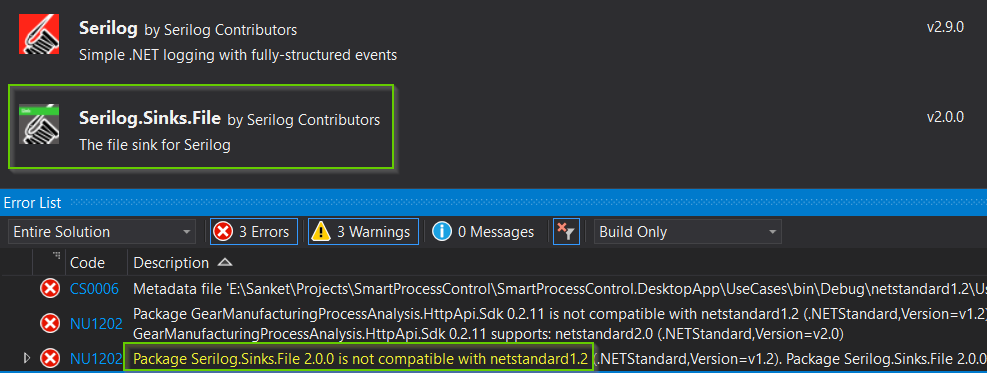 Serilog by Serilog Contributors v2.9.0
Simple .NET logging with fully-structured events
Serilog.Sinks.File by Serilog Contributors v2.0.0
The file sink for Serilog
Error List
Entire Solution 3 Errors 3 Warnings 0 Messages Build Only
Code Description
CS0006 Metadata file 'E:\Sanket\Projects\SmartProcessControl\SmartProcessControl.DesktopApp\UseCases\bin\Debug\netstandard1.2\Us
NU1202 Package GearManufacturingProcessAnalysis.HttpApi.Sdk 0.2.11 is not compatible with netstandard1.2 (.NETStandard,Version=v1.2)
GearManufacturingProcessAnalysis.HttpApi.Sdk 0.2.11 supports: netstandard2.0 (.NETStandard,Version=v2.0)
NU1202 Package Serilog.Sinks.File 2.0.0 is not compatible with netstandard1.2 (.NETStandard,Version=v1.2). Package Serilog.Sinks.File 2.0.0